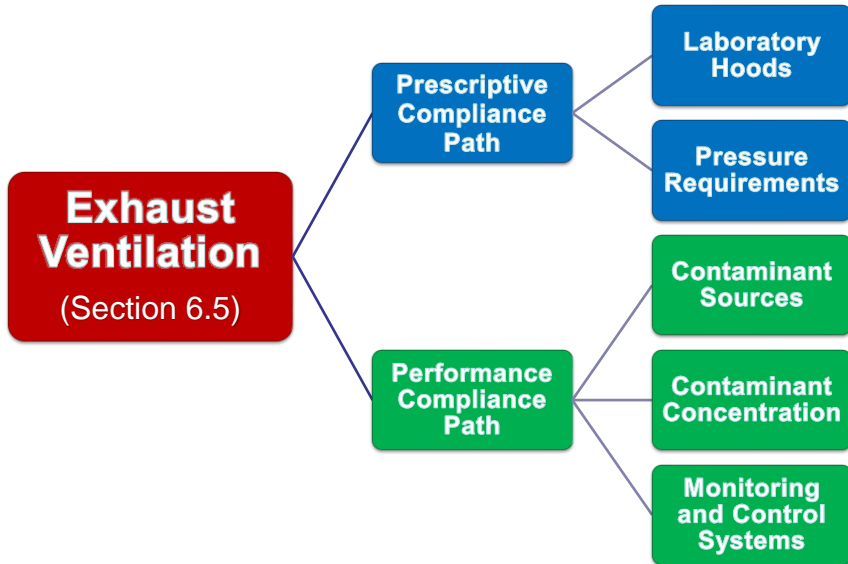 Exhaust
Ventilation
(Section 6.5)
Prescriptive
Compliance
Path
Laboratory
Hoods
Pressure
Requirements
Performance
Compliance
Path
Contaminant
Sources
Contaminant
Concentration
Monitoring
and Control
Systems